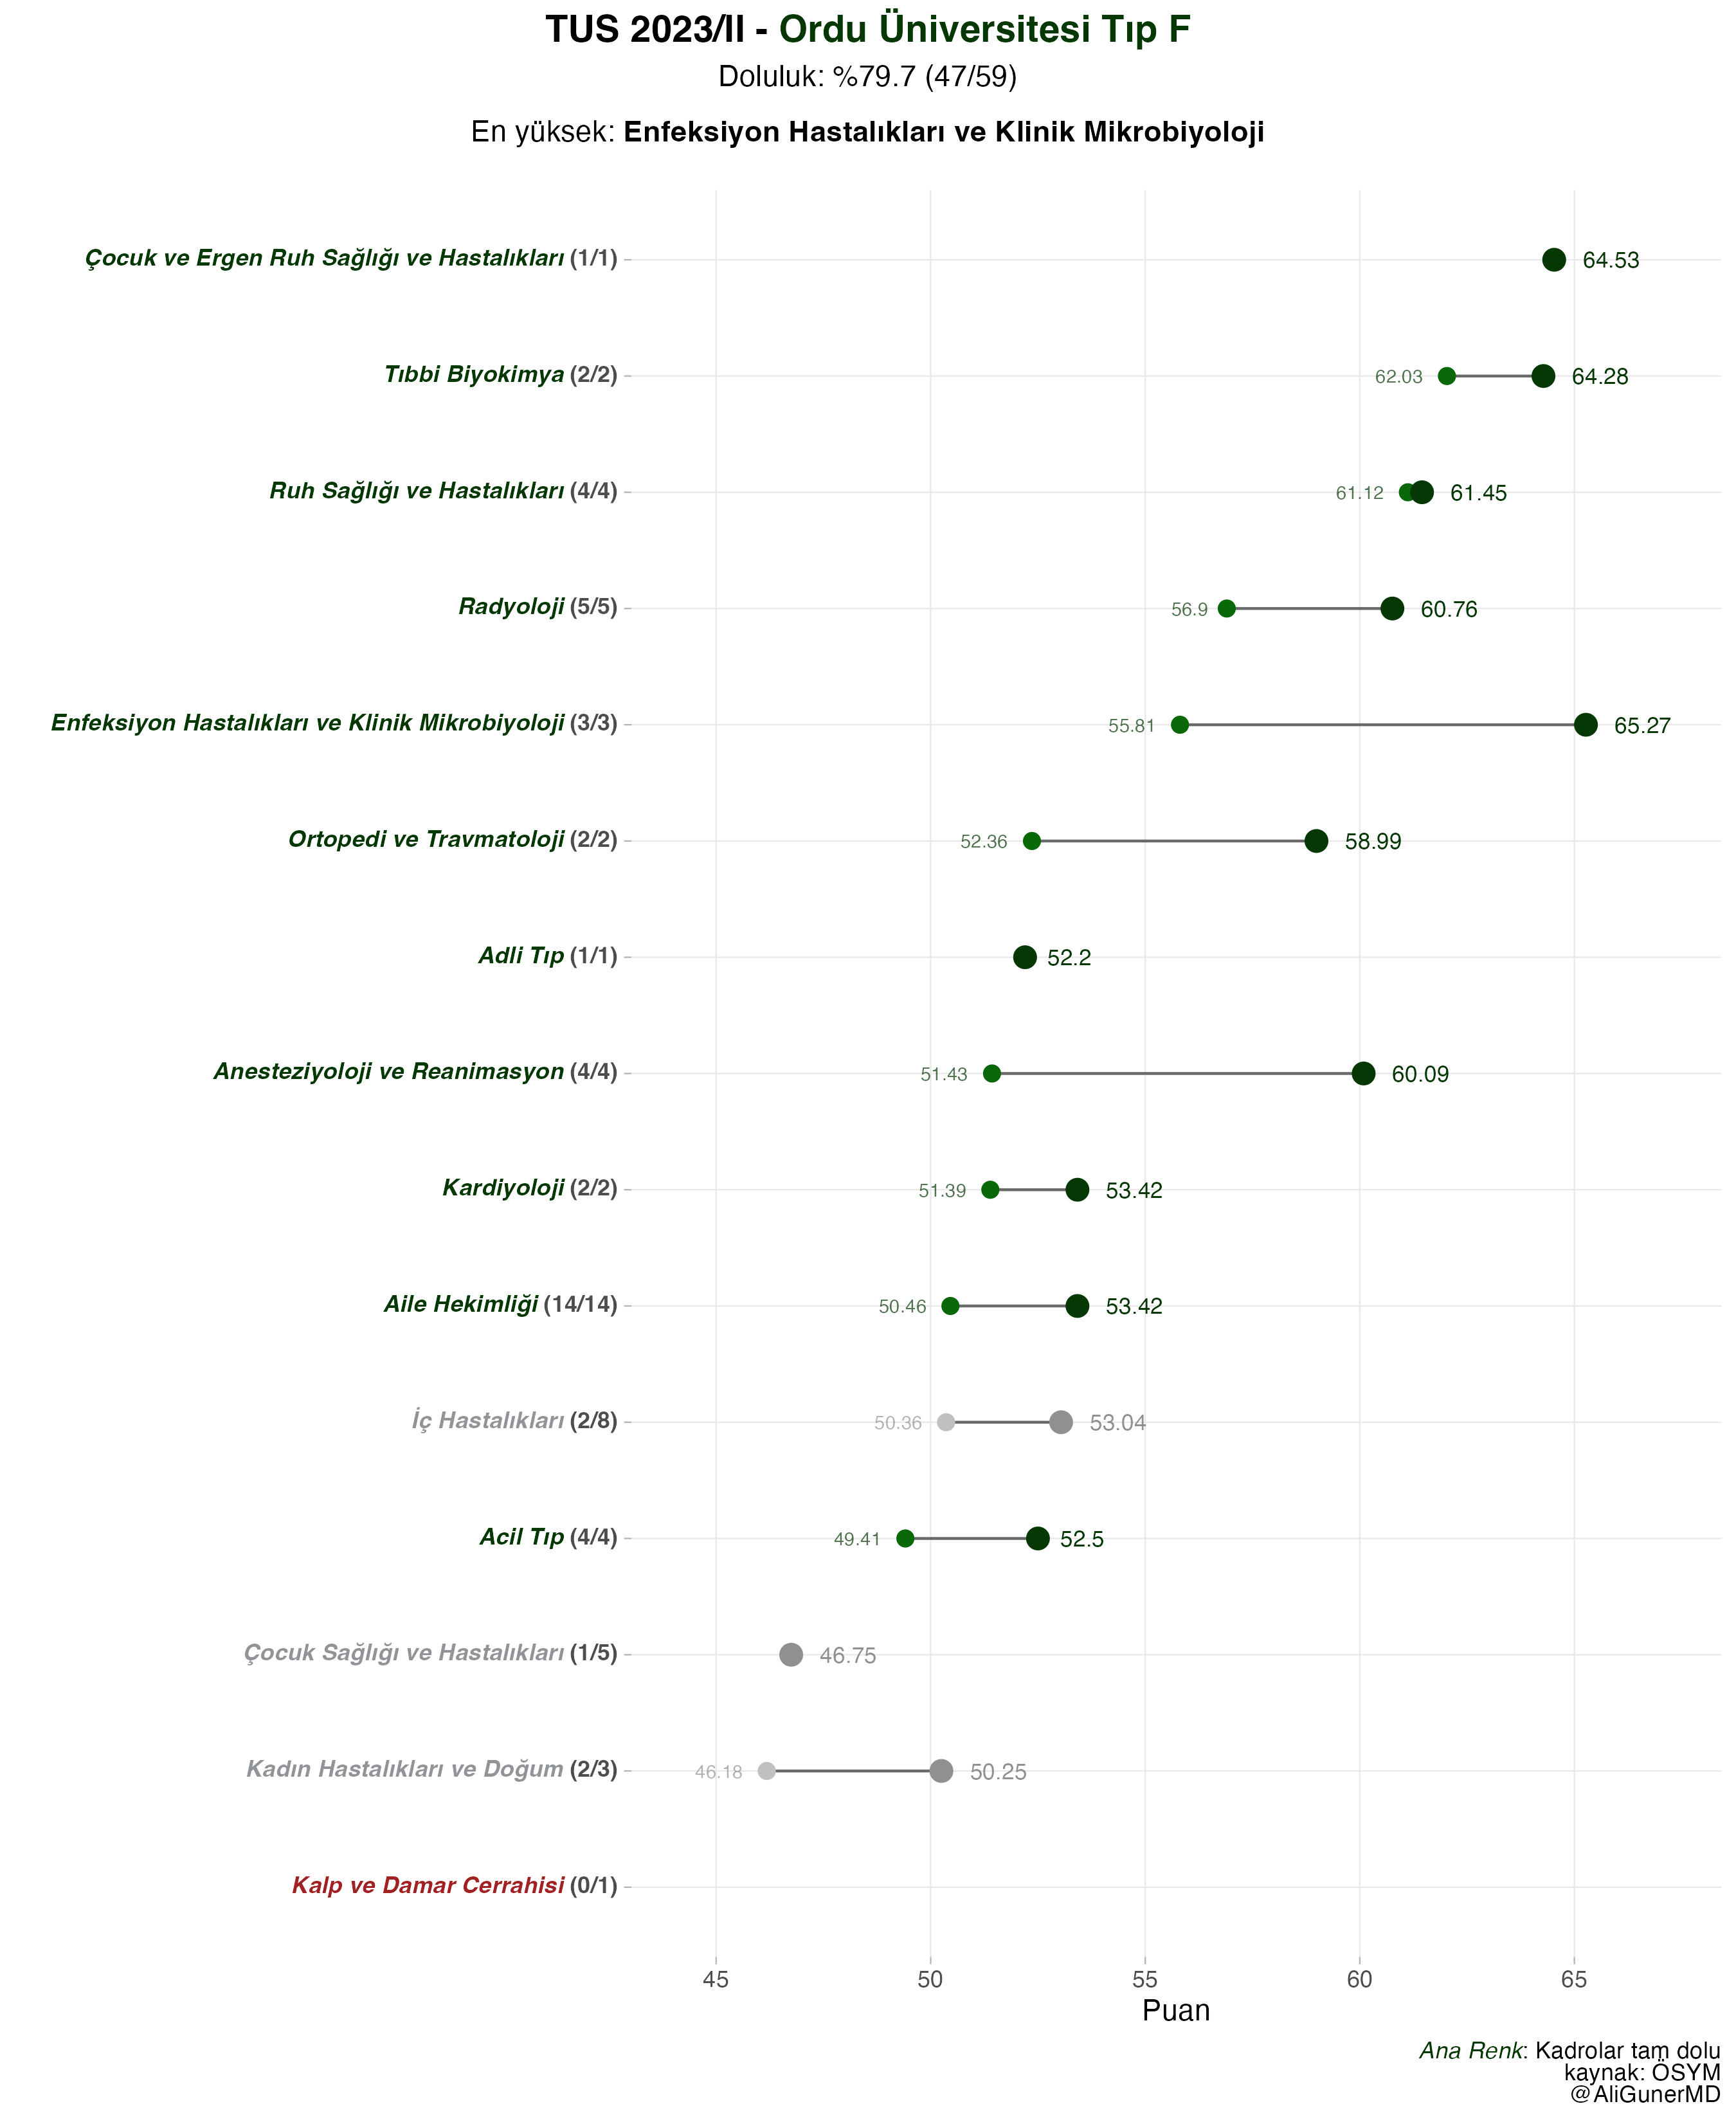 TUS 2023/II - Ordu Üniversitesi Tıp F
Doluluk: %79.7 (47/59)
En yüksek: Enfeksiyon Hastalıkları ve Klinik Mikrobiyoloji
Çocuk ve Ergen Ruh Sağlığı ve Hastalıkları (1/1) 64.53
Tıbbi Biyokimya (2/2) 62.03 64.28
Ruh Sağlığı ve Hastalıkları (4/4) 61.12 61.45
Radyoloji (5/5) 56.9 60.76
Enfeksiyon Hastalıkları ve Klinik Mikrobiyoloji (3/3) 55.81 65.27
Ortopedi ve Travmatoloji (2/2) 52.36 58.99
Adli Tıp (1/1) 52.2
Anesteziyoloji ve Reanimasyon (4/4) 51.43 60.09
Kardiyoloji (2/2) 51.39 53.42
Aile Hekimliği (14/14) 50.46 53.42
İç Hastalıkları (2/8) 50.36 53.04
Acil Tıp (4/4) 49.41 52.5
Çocuk Sağlığı ve Hastalıkları (1/5) 46.75
Kadın Hastalıkları ve Doğum (2/3) 46.18 50.25
Kalp ve Damar Cerrahisi (0/1)
45 50 55 60 65
Puan
Ana Renk: Kadrolar tam dolu
kaynak: ÖSYM
@AliGunerMD